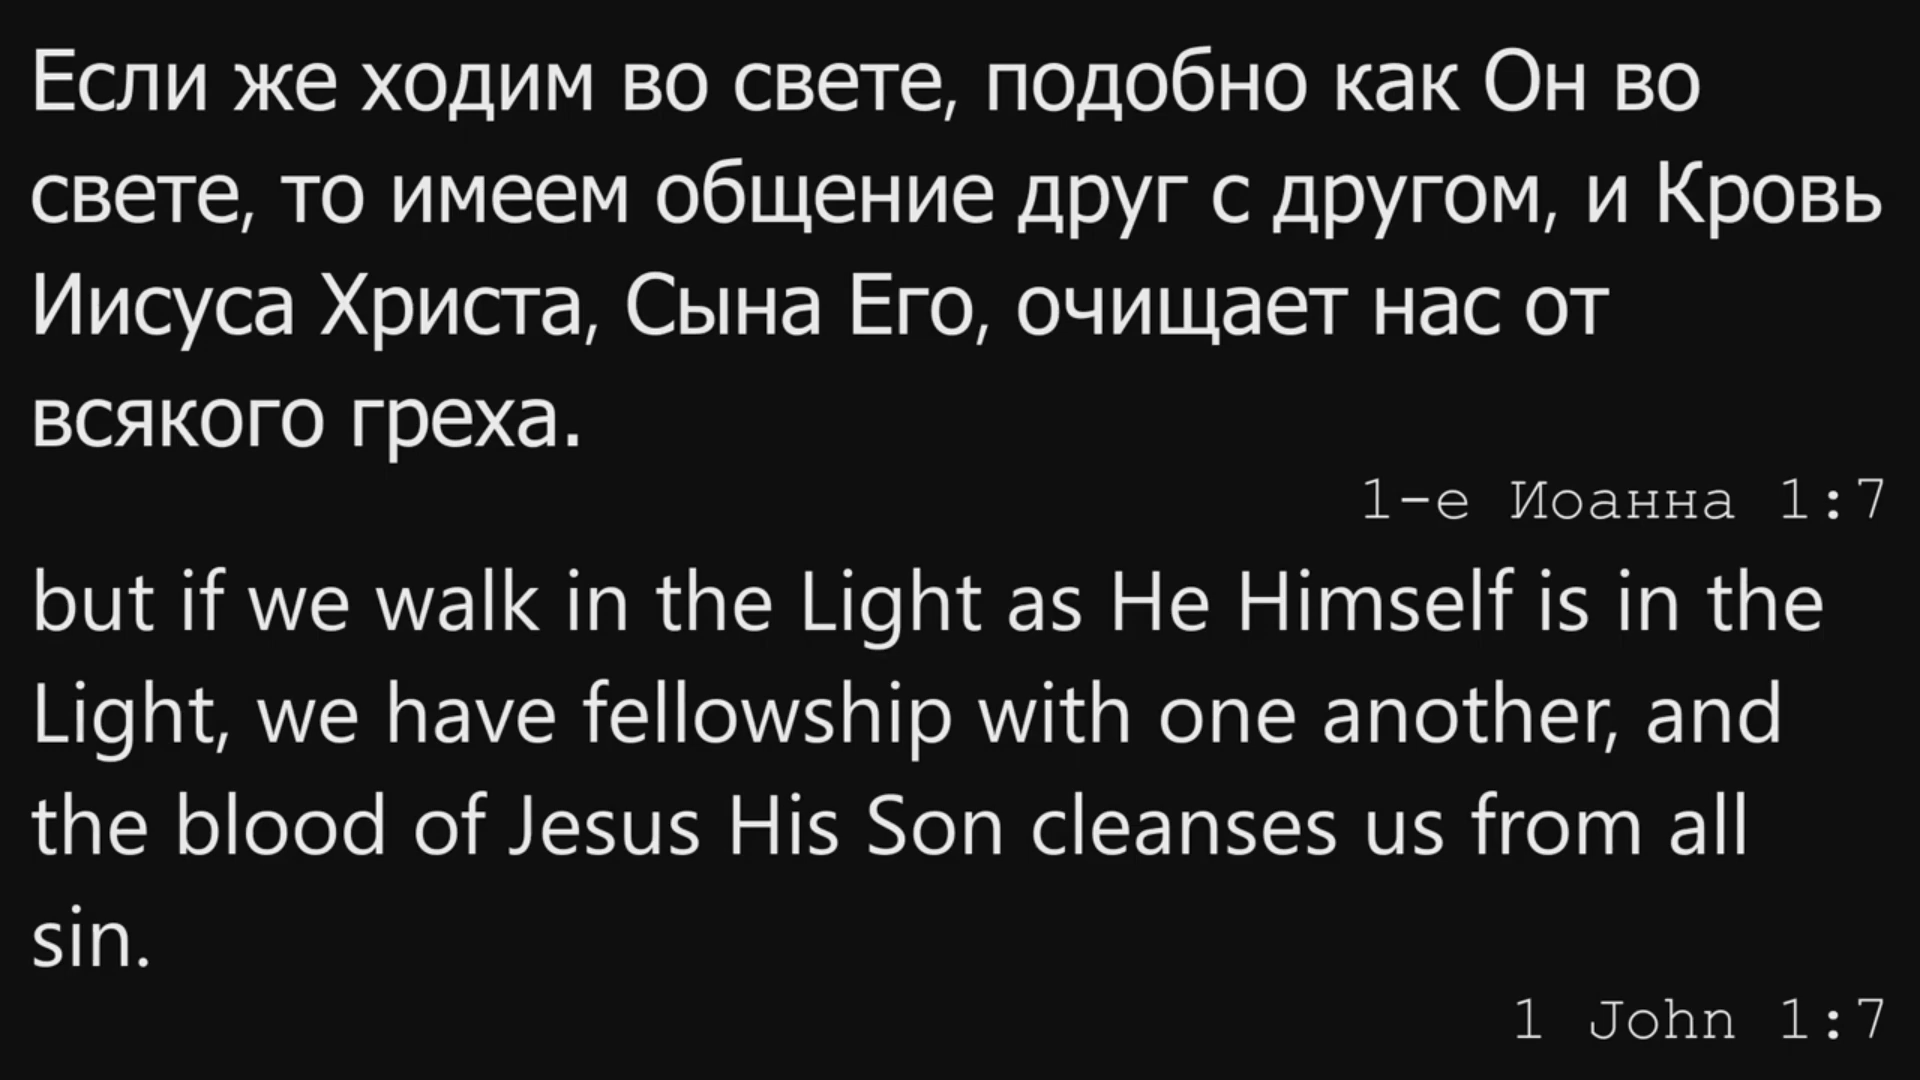 Если же ходим во свете, подобно как Он во
свете, то имеем общение друг с другом, и Кровь
Иисуса Христа, Сына Его, очищает нас от
всякого греха.
1-е Иоанна 1:7
but if we walk in the Light as He Himself is in the
Light, we have fellowship with one another, and
the blood of Jesus His Son cleanses us from all
sin.
1 John 1:7